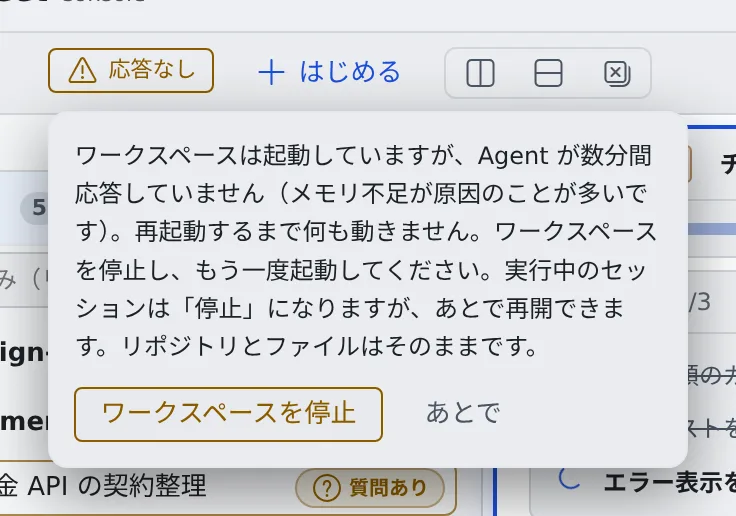 応答なし
はじめる
ワークスペースは起動していますが、Agent が数分間
応答していません（メモリ不足が原因のことが多いで
す）。再起動するまで何も動きません。ワークスペース
を停止し、もう一度起動してください。実行中のセッ
ションは「停止」になりますが、あとで再開できま
す。リポジトリとファイルはそのままです。
ワークスペースを停止
あとで
5
み（
ign-
/3
金 API の契約整理
質問あり
エラー表示を